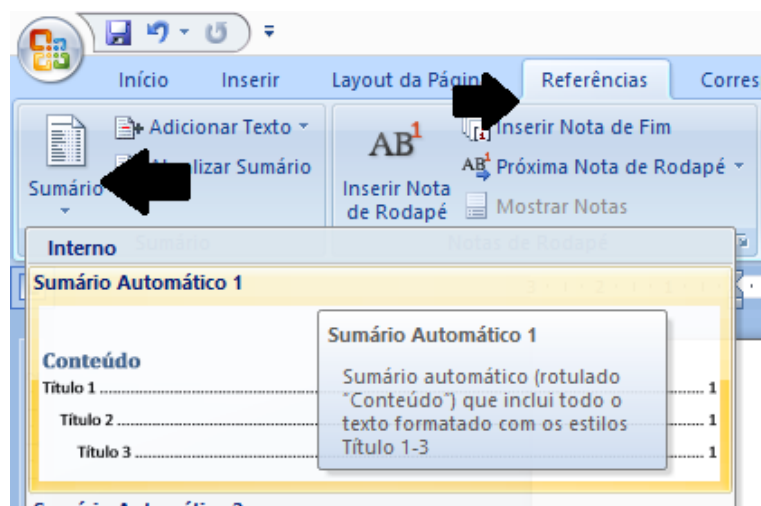 Início Inserir Layout da Página Referências Corres
Adicionar Texto
Sumário
Inserir Nota de Fim
AB¹
AB¹ Próxima Nota de Rodapé
Sumário
Inserir Nota
de Rodapé
Mostrar Notas
Sumário Notas de Rodapé
Interno
Sumário Automático 1
Conteúdo
Título 1 1
Título 2 1
Título 3 1
Sumário Automático 1
Sumário automático (rotulado
"Conteúdo") que inclui todo o
texto formatado com os estilos
Título 1-3